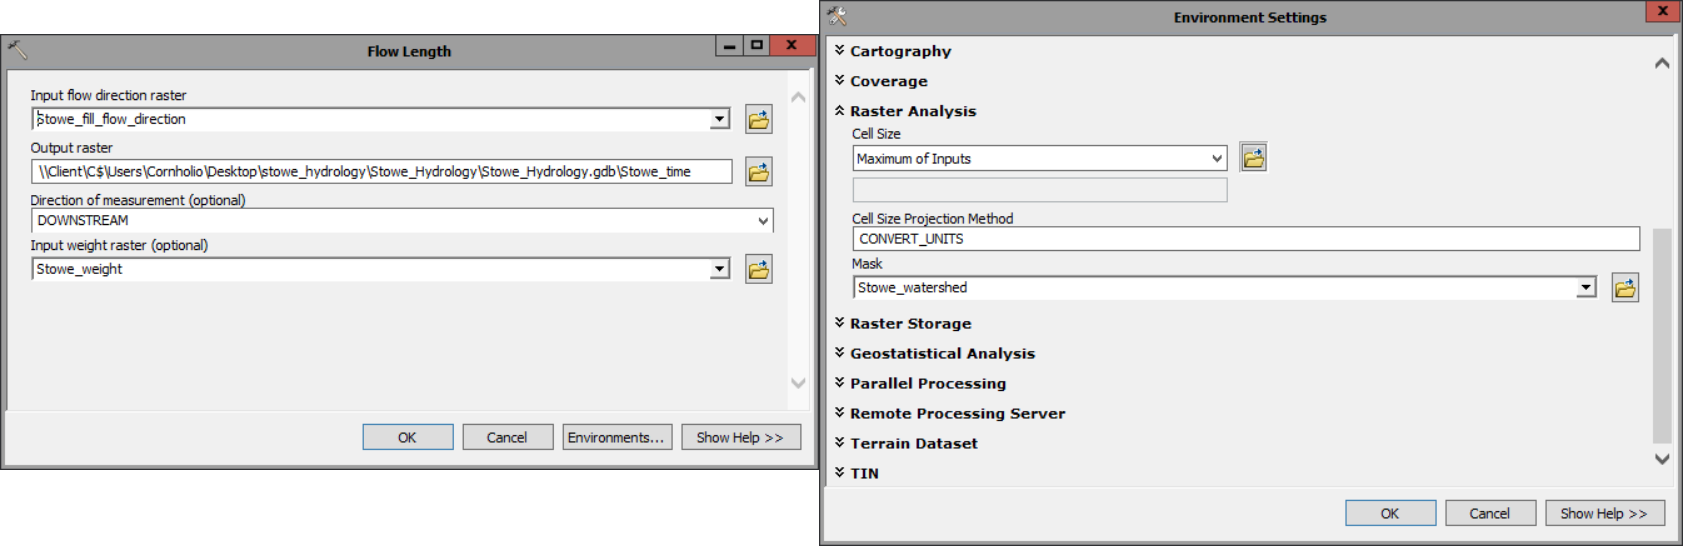 Flow Length
Input flow direction raster
Stowe_fill_flow_direction
Output raster
\\Client\C$\Users\Cornholio\Desktop\stowe_hydrology\Stowe_Hydrology\Stowe_Hydrology.gdb\Stowe_time
Direction of measurement (optional)
DOWNSTREAM
Input weight raster (optional)
Stowe_weight
OK
Cancel
Environments...
Show Help >>
Environment Settings
Cartography
Coverage
Raster Analysis
Cell Size
Maximum of Inputs
Cell Size Projection Method
CONVERT_UNITS
Mask
Stowe_watershed
Raster Storage
Geostatistical Analysis
Parallel Processing
Remote Processing Server
Terrain Dataset
TIN
OK
Cancel
Show Help >>